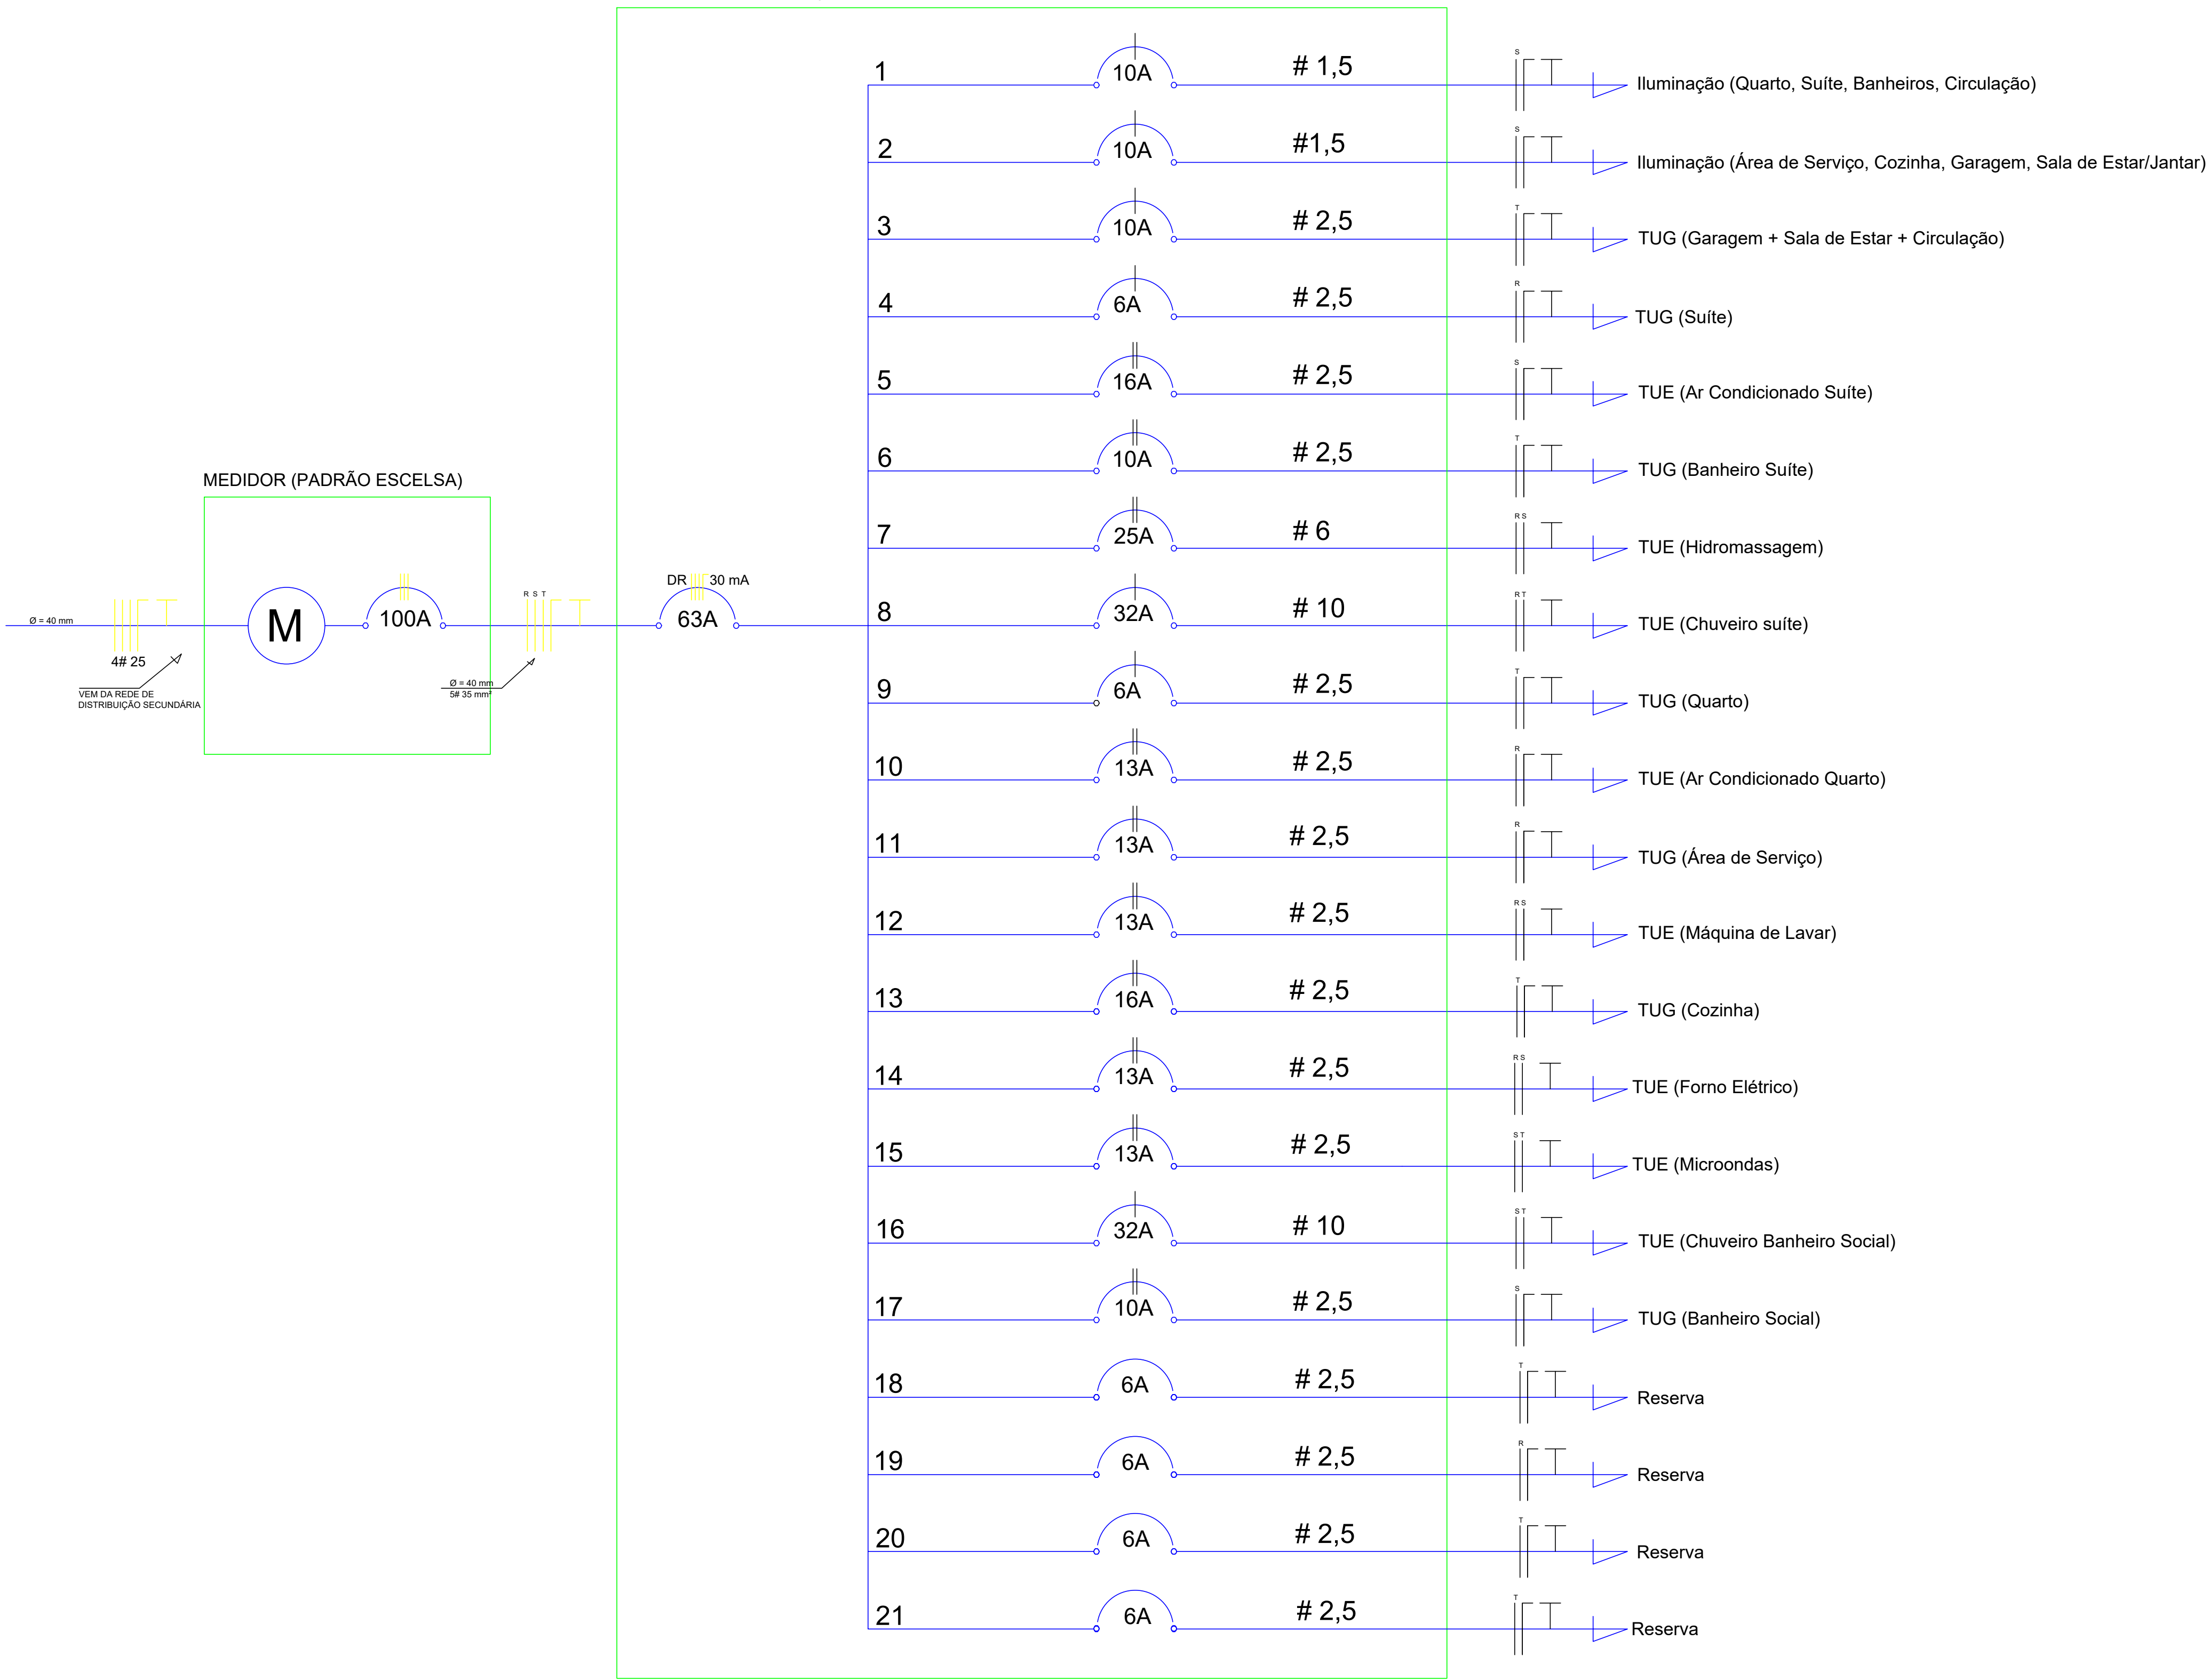 MEDIDOR (PADRÃO ESCELSA)
Ø = 40 mm
4# 25
VEM DA REDE DE
DISTRIBUIÇÃO SECUNDÁRIA
M
100A
R S T
Ø = 40 mm
5# 35 mm²
DR 30 mA
63A
1 10A # 1,5 S Iluminação (Quarto, Suíte, Banheiros, Circulação)
2 10A #1,5 S Iluminação (Área de Serviço, Cozinha, Garagem, Sala de Estar/Jantar)
3 10A # 2,5 T TUG (Garagem + Sala de Estar + Circulação)
4 6A # 2,5 R TUG (Suíte)
5 16A # 2,5 S TUE (Ar Condicionado Suíte)
6 10A # 2,5 T TUG (Banheiro Suíte)
7 25A # 6 R S TUE (Hidromassagem)
8 32A # 10 R T TUE (Chuveiro suíte)
9 6A # 2,5 T TUG (Quarto)
10 13A # 2,5 R TUE (Ar Condicionado Quarto)
11 13A # 2,5 R TUG (Área de Serviço)
12 13A # 2,5 R S TUE (Máquina de Lavar)
13 16A # 2,5 T TUG (Cozinha)
14 13A # 2,5 R S TUE (Forno Elétrico)
15 13A # 2,5 S T TUE (Microondas)
16 32A # 10 S T TUE (Chuveiro Banheiro Social)
17 10A # 2,5 S TUG (Banheiro Social)
18 6A # 2,5 T Reserva
19 6A # 2,5 R Reserva
20 6A # 2,5 T Reserva
21 6A # 2,5 T Reserva